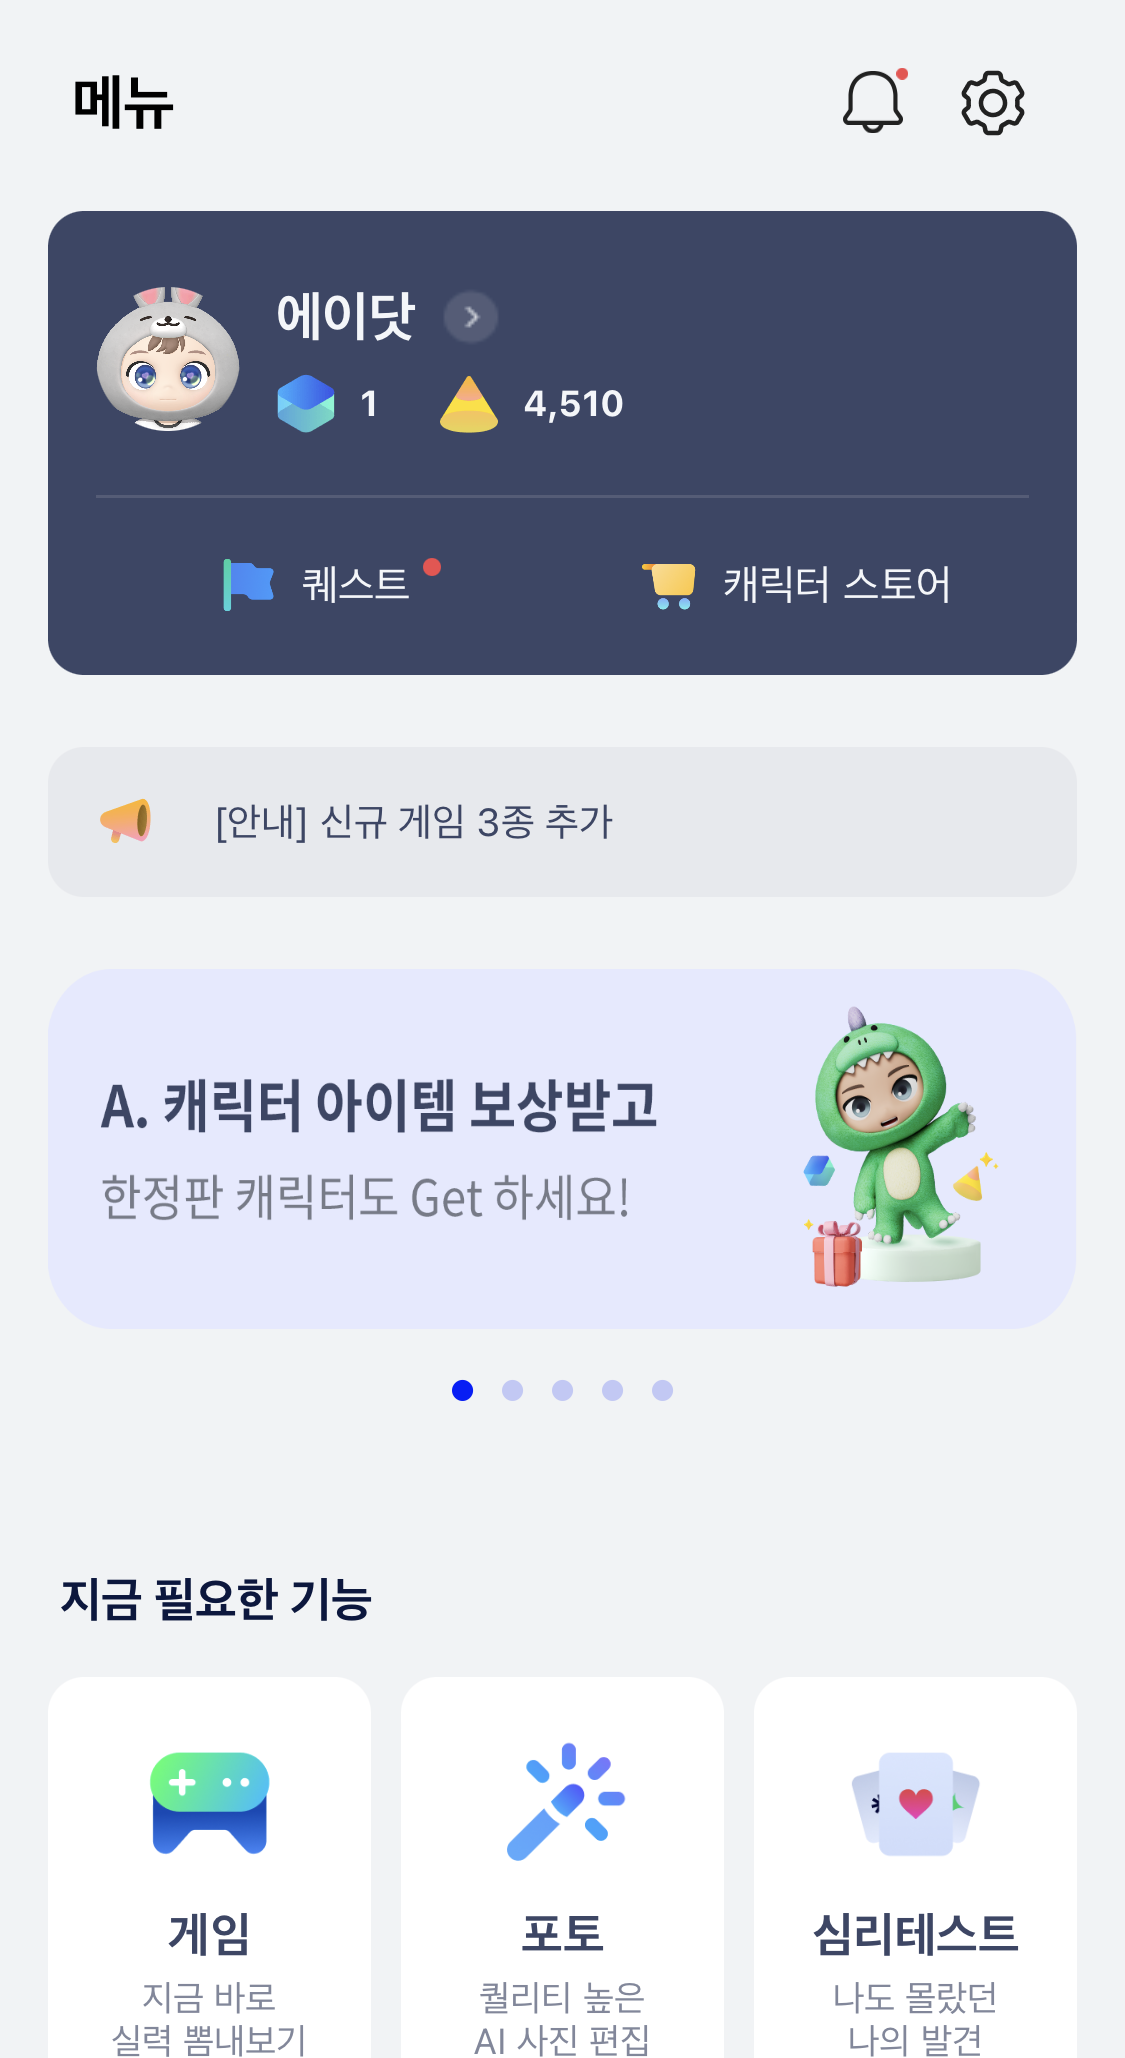 메뉴
에이닷
1 4,510
퀘스트 캐릭터 스토어
[안내] 신규 게임 3종 추가
A. 캐릭터 아이템 보상받고
한정판 캐릭터도 Get 하세요!
지금 필요한 기능
게임
지금 바로
실력 뽐내보기
포토
퀄리티 높은
AI 사진 편집
심리테스트
나도 몰랐던
나의 발견